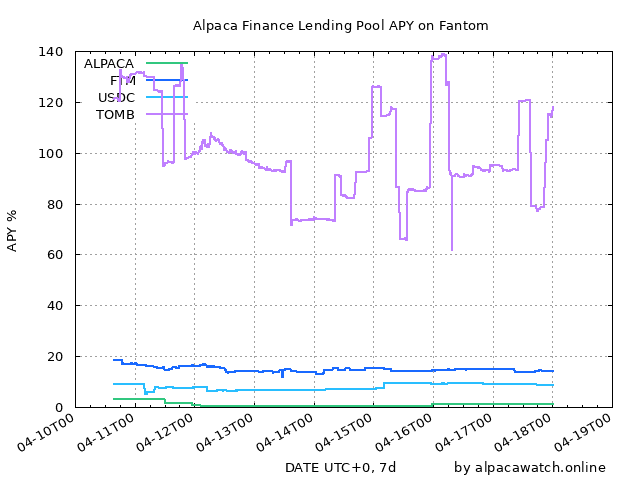 Alpaca Finance Lending Pool APY on Fantom
140
120
100
80
60
40
20
0
APY %
ALPACA
FTM
USDC
TOMB
04-10T00
04-11T00
04-12T00
04-13T00
04-14T00
04-15T00
04-16T00
04-17T00
04-18T00
04-19T00
DATE UTC+0, 7d
by alpacawatch.online